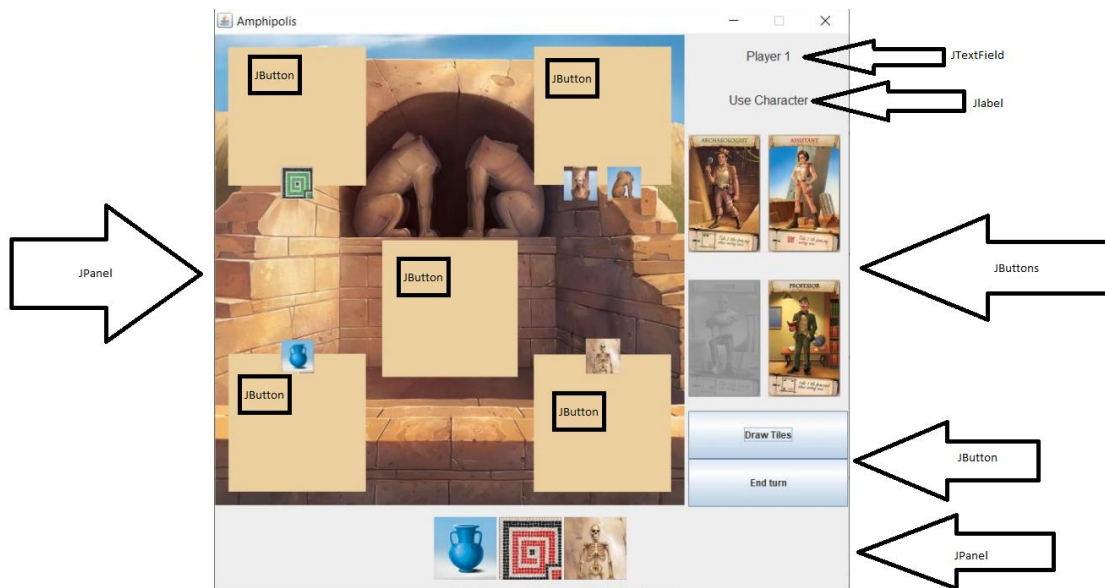 Amphipolis
JButton
JButton
Player 1
JTextField
Use Character
Jlabel
ARCHAEOLOGIST
ASSISTANT
JPanel
JButton
JButtons
PROFESSOR
JButton
JButton
Draw Tiles
JButton
End turn
JPanel